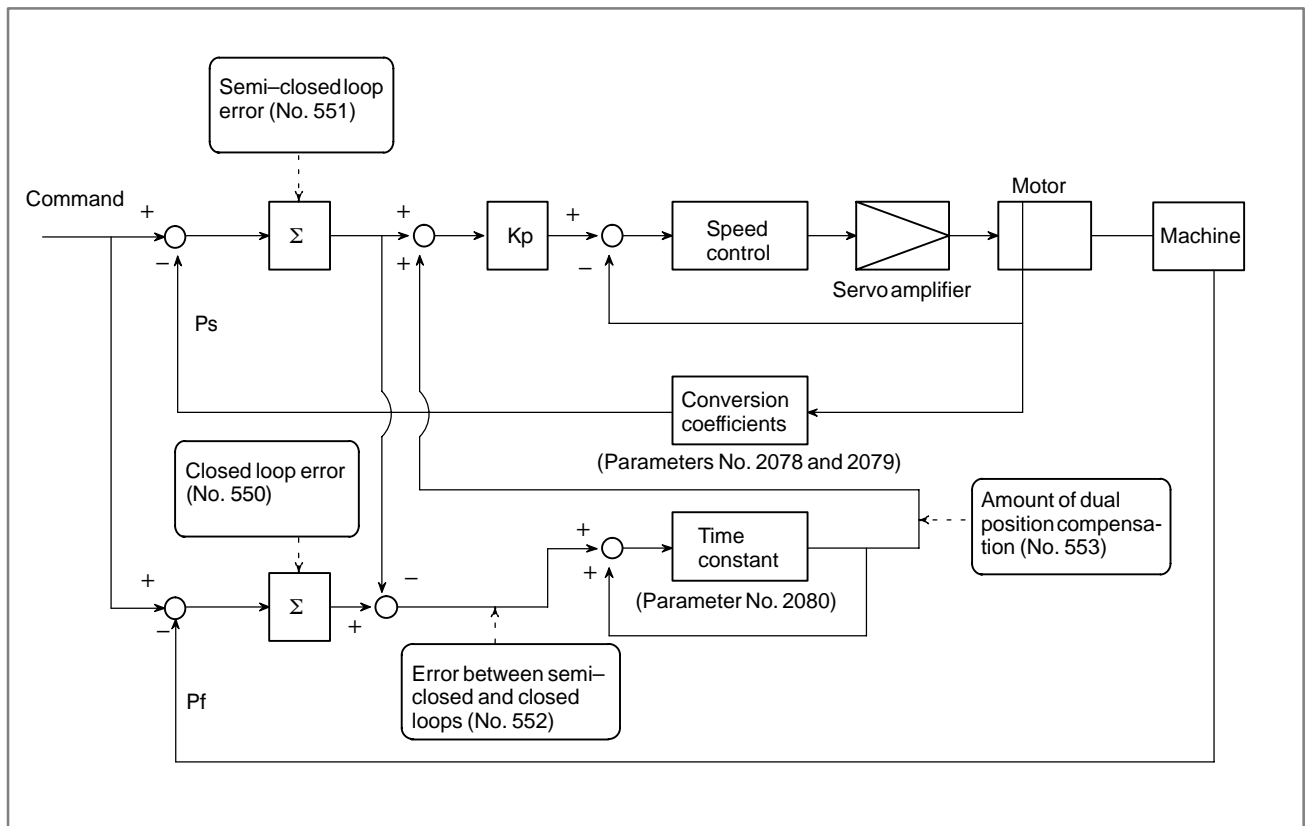 Semi–closed loop
error (No. 551)
Command
+
−
Σ
+
+
Kp
+
−
Speed
control
Servo amplifier
Motor
Machine
Ps
Conversion
coefficients
(Parameters No. 2078 and 2079)
Closed loop error
(No. 550)
Amount of dual
position compensa-
tion (No. 553)
+
+
Time
constant
(Parameter No. 2080)
+
−
Σ
+
−
Error between semi–
closed and closed
loops (No. 552)
Pf